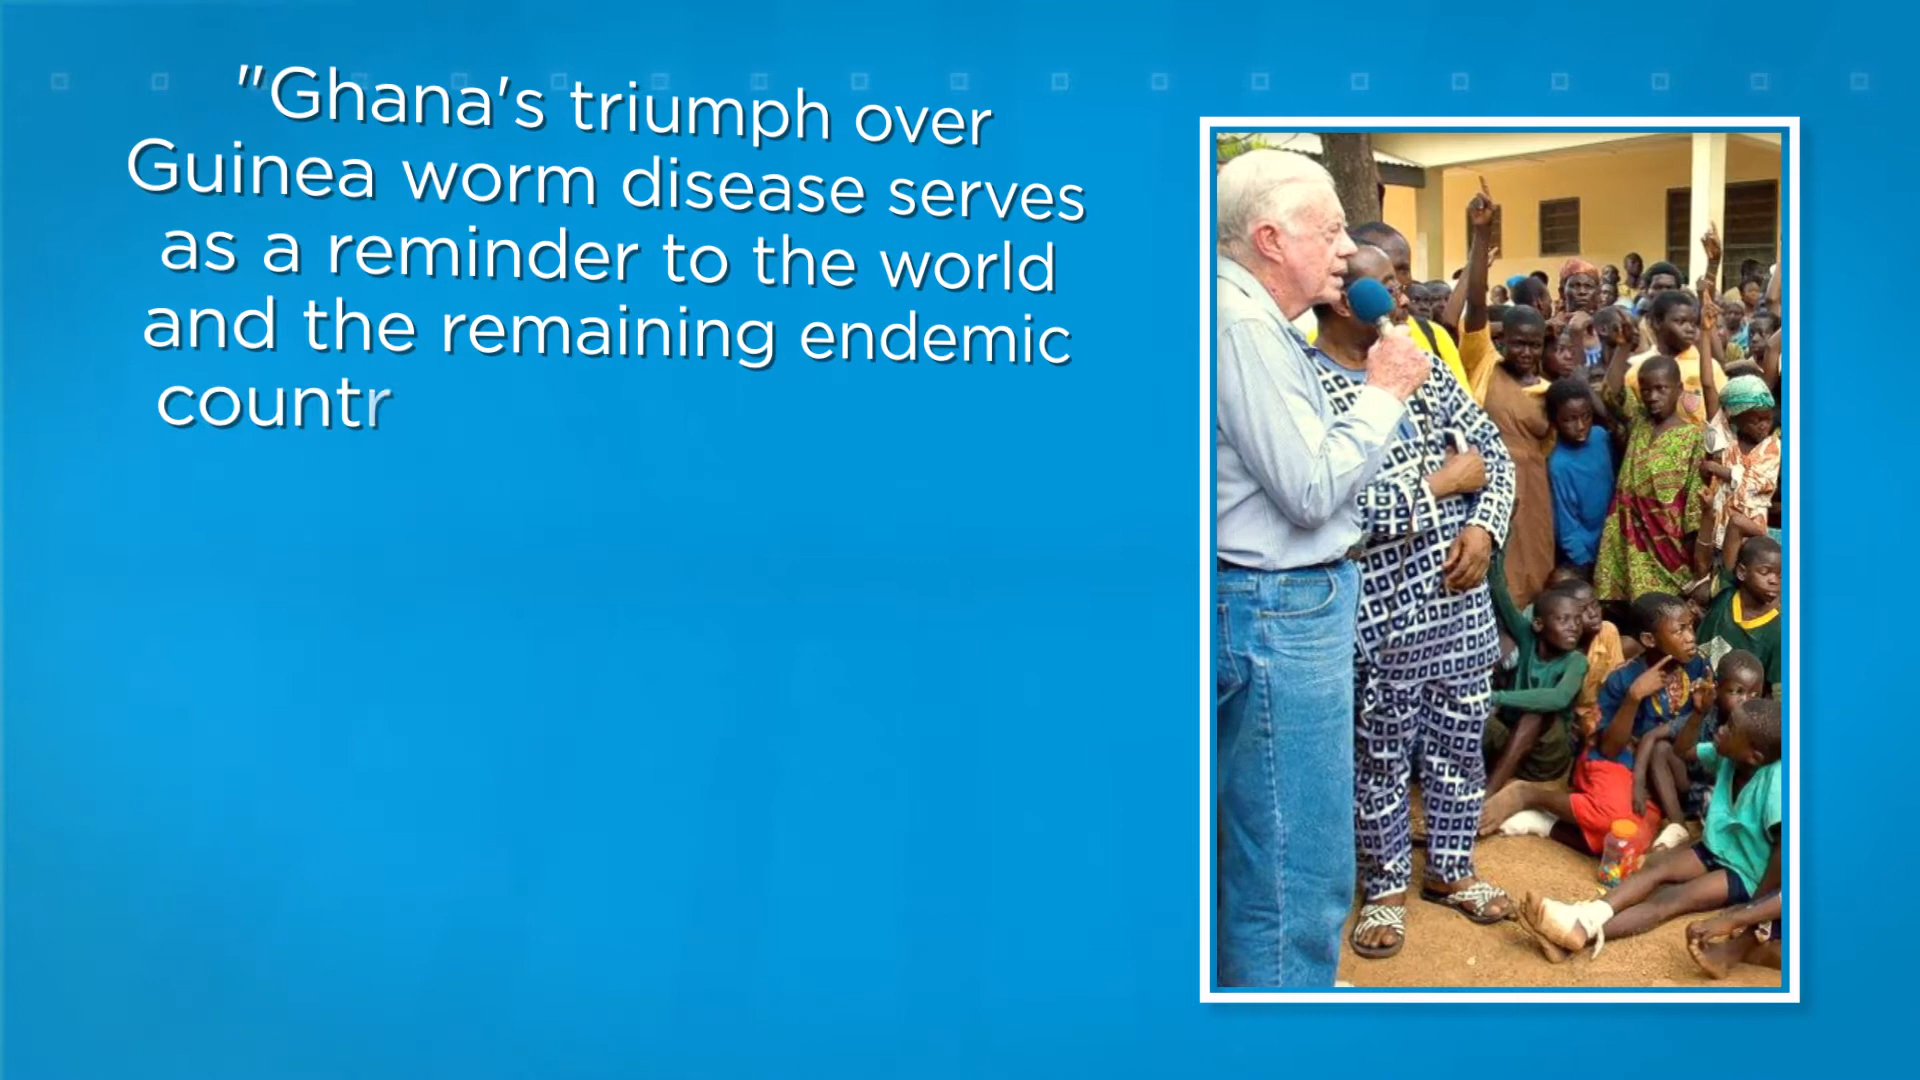 "Ghana's triumph over
Guinea worm disease serves
as a reminder to the world
and the remaining endemic
countr